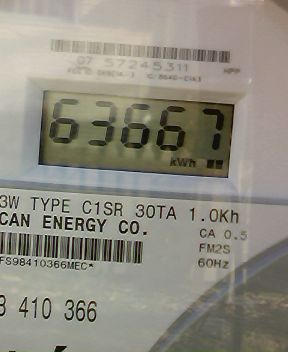 07 57245311
63667
kWh
3W TYPE C1SR 30TA 1.0Kh
CAN ENERGY CO.
CA 0.5
FM2S
60Hz
FS98410366MEC*
410 366